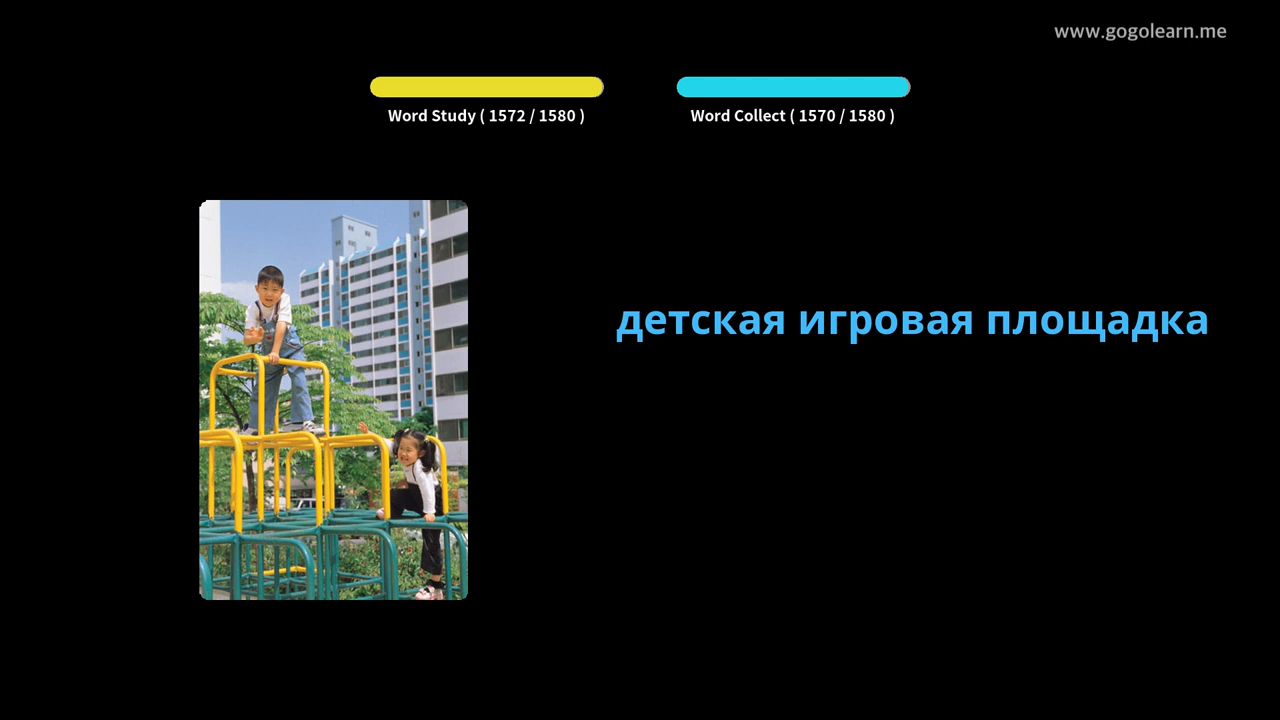 www.gogolearn.me
Word Study ( 1572 / 1580 )
Word Collect ( 1570 / 1580 )
детская игровая площадка